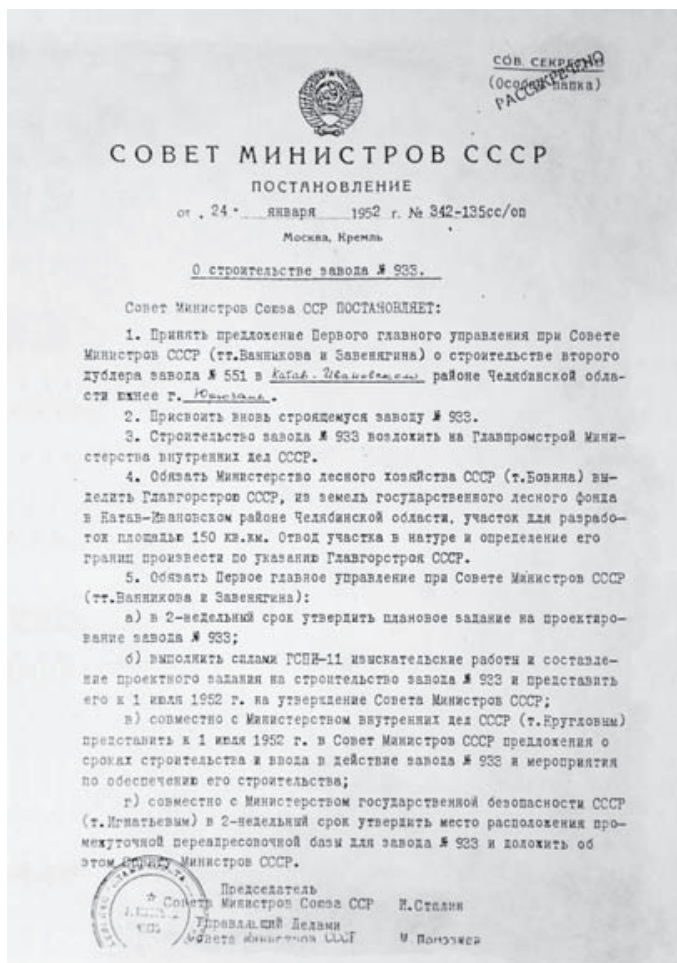 СОВ. СЕКРЕТНО
(Особая папка)
РАССЕКРЕЧЕНО
СОВЕТ МИНИСТРОВ СССР
ПОСТАНОВЛЕНИЕ
от „ 24 " января 1952 г. № 342-135сс/оп
Москва, Кремль
О строительстве завода № 933.
Совет Министров Союза ССР ПОСТАНОВЛЯЕТ:
1. Принять предложение Первого главного управления при Совете
Министров СССР (тт.Ванникова и Завенягина) о строительстве второго
дублера завода № 551 в Катав-Ивановском районе Челябинской обла-
сти южнее г. Юрюзань.
2. Присвоить вновь строящемуся заводу № 933.
3. Строительство завода № 933 возложить на Главпромстрой Мини-
стерства внутренних дел СССР.
4. Обязать Министерство лесного хозяйства СССР (т.Бовина) вы-
делить Главгорстрою СССР, из земель государственного лесного фонда
в Катав-Ивановском районе Челябинской области, участок для разрабо-
ток площадью 150 кв.км. Отвод участка в натуре и определение его
границ произвести по указанию Главгорстроя СССР.
5. Обязать Первое главное управление при Совете Министров СССР
(тт.Ванникова и Завенягина):
а) в 2-недельный срок утвердить плановое задание на проектиро-
вание завода № 933;
б) выполнить силами ГСПИ-11 изыскательские работы и составле-
ние проектного задания на строительство завода № 933 и представить
его к 1 июля 1952 г. на утверждение Совета Министров СССР;
в) совместно с Министерством внутренних дел СССР (т.Кругловым)
представить к 1 июля 1952 г. в Совет Министров СССР предложения о
сроках строительства и ввода в действие завода № 933 и мероприятия
по обеспечению его строительства;
г) совместно с Министерством государственной безопасности СССР
(т.Игнатьевым) в 2-недельный срок утвердить место расположения про-
межуточной переадресовочной базы для завода № 933 и доложить об
этом Совету Министров СССР.
Председатель
Совета Министров Союза ССР И.Сталин
Управляющий Делами
Совета Министров СССР М.Помазнев